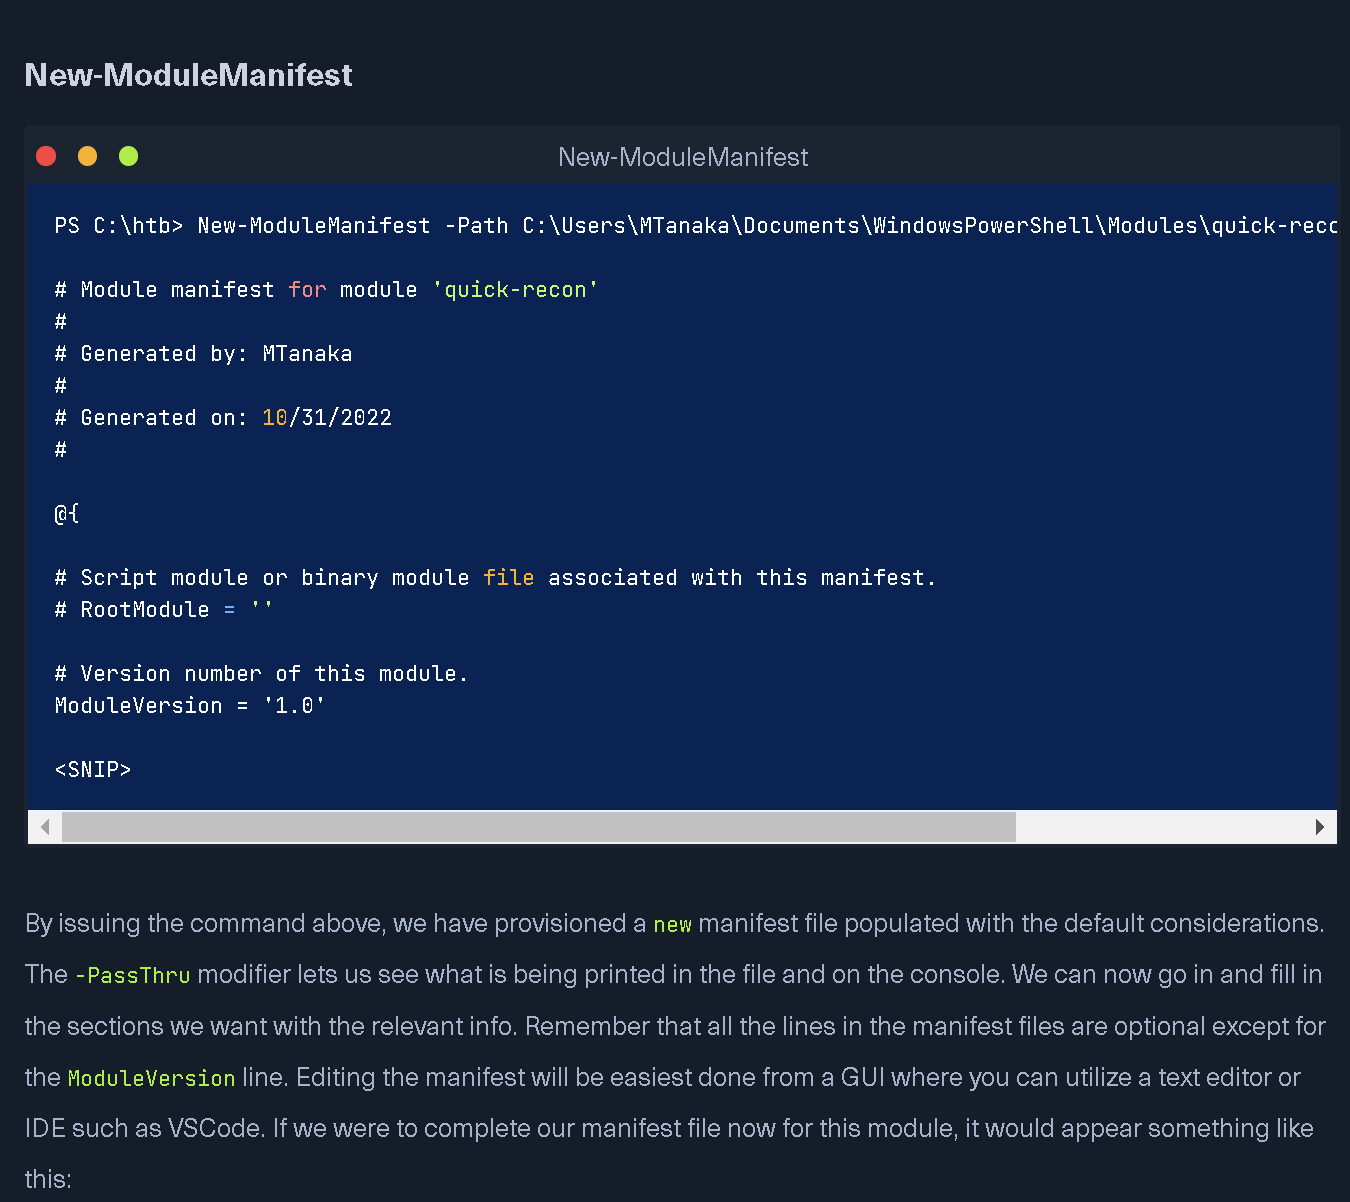 New-ModuleManifest
New-ModuleManifest
PS C:\htb> New-ModuleManifest -Path C:\Users\MTanaka\Documents\WindowsPowerShell\Modules\quick-reco
# Module manifest for module 'quick-recon'
#
# Generated by: MTanaka
#
# Generated on: 10/31/2022
#
@{
# Script module or binary module file associated with this manifest.
# RootModule = ''
# Version number of this module.
ModuleVersion = '1.0'
<SNIP>
By issuing the command above, we have provisioned a new manifest file populated with the default considerations.
The -PassThru modifier lets us see what is being printed in the file and on the console. We can now go in and fill in
the sections we want with the relevant info. Remember that all the lines in the manifest files are optional except for
the ModuleVersion line. Editing the manifest will be easiest done from a GUI where you can utilize a text editor or
IDE such as VSCode. If we were to complete our manifest file now for this module, it would appear something like
this: